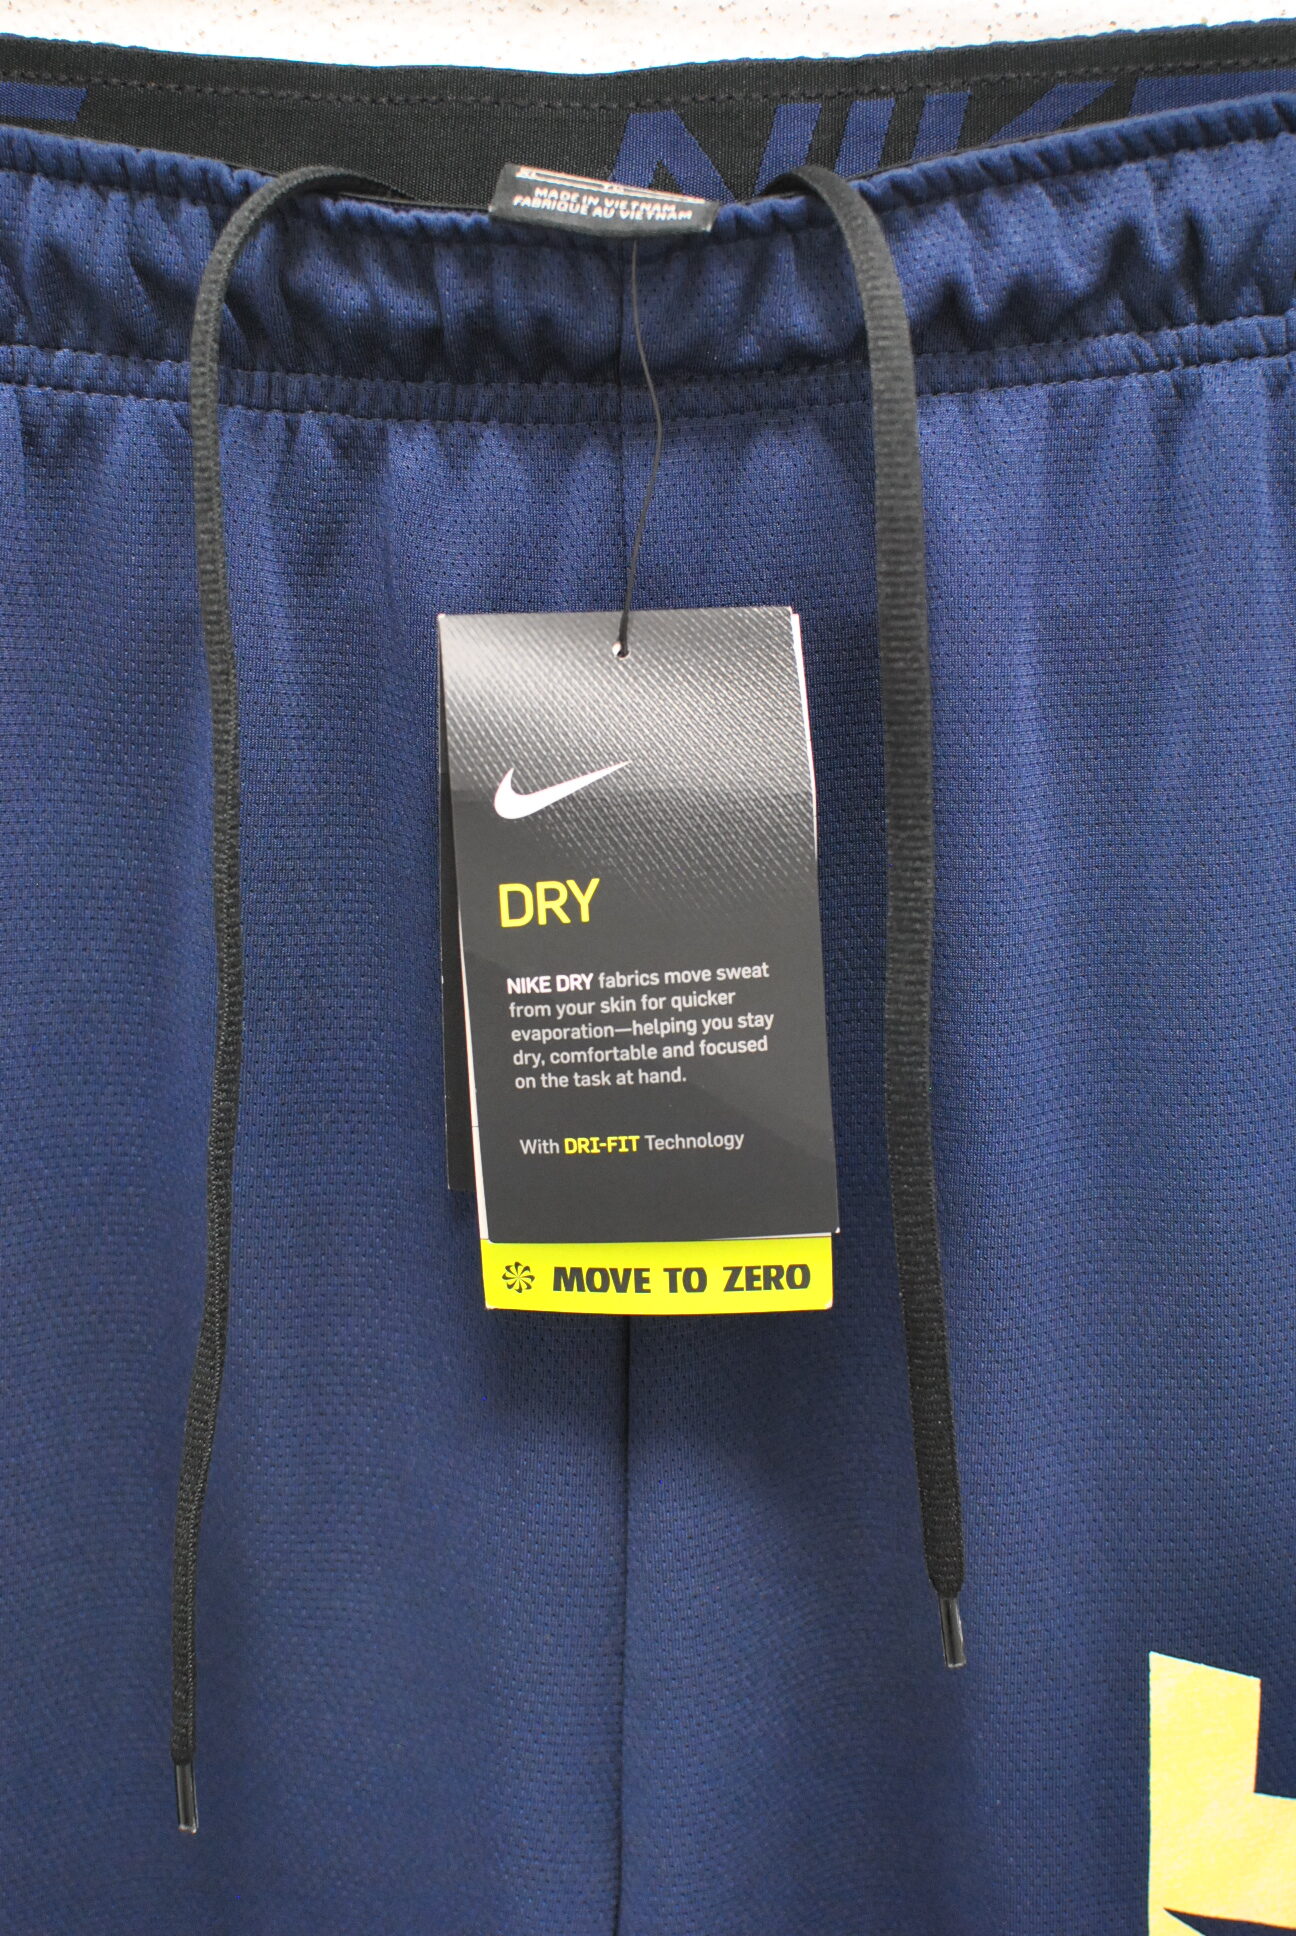 NIKE
MADE IN VIETNAM
FABRIQUÉ AU VIETNAM
DRY
NIKE DRY fabrics move sweat
from your skin for quicker
evaporation—helping you stay
dry, comfortable and focused
on the task at hand.
With DRI-FIT Technology
MOVE TO ZERO